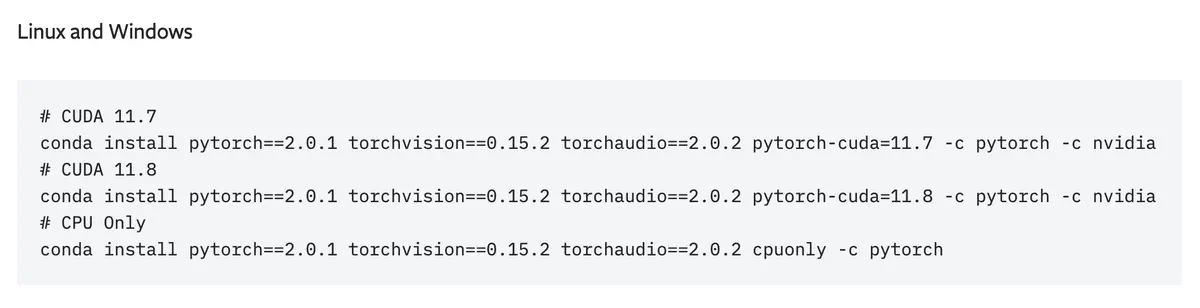 Linux and Windows
# CUDA 11.7
conda install pytorch==2.0.1 torchvision==0.15.2 torchaudio==2.0.2 pytorch-cuda=11.7 -c pytorch -c nvidia
# CUDA 11.8
conda install pytorch==2.0.1 torchvision==0.15.2 torchaudio==2.0.2 pytorch-cuda=11.8 -c pytorch -c nvidia
# CPU Only
conda install pytorch==2.0.1 torchvision==0.15.2 torchaudio==2.0.2 cpuonly -c pytorch